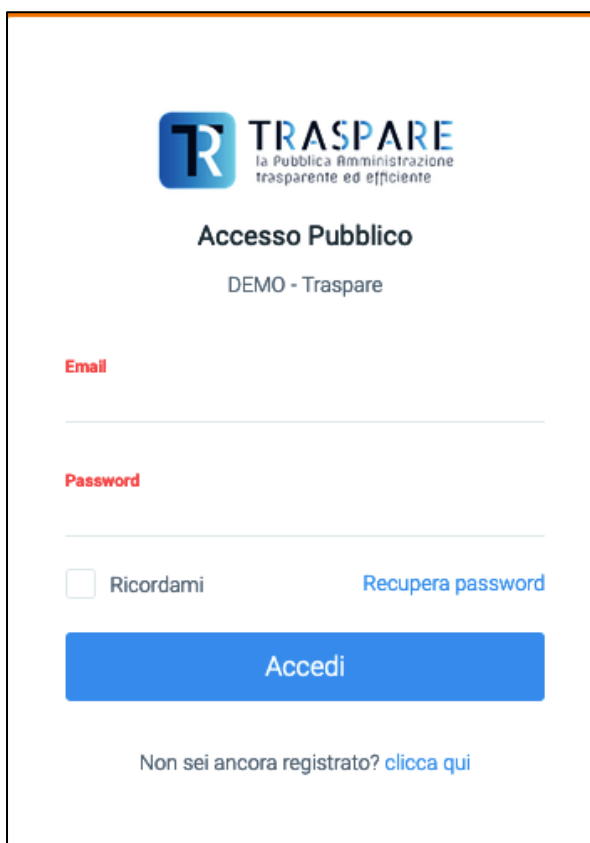 TR
TRASPARE
la Pubblica Amministrazione
trasparente ed efficiente
Accesso Pubblico
DEMO - Traspare
Email
Password
Ricordami
Recupera password
Accedi
Non sei ancora registrato? clicca qui